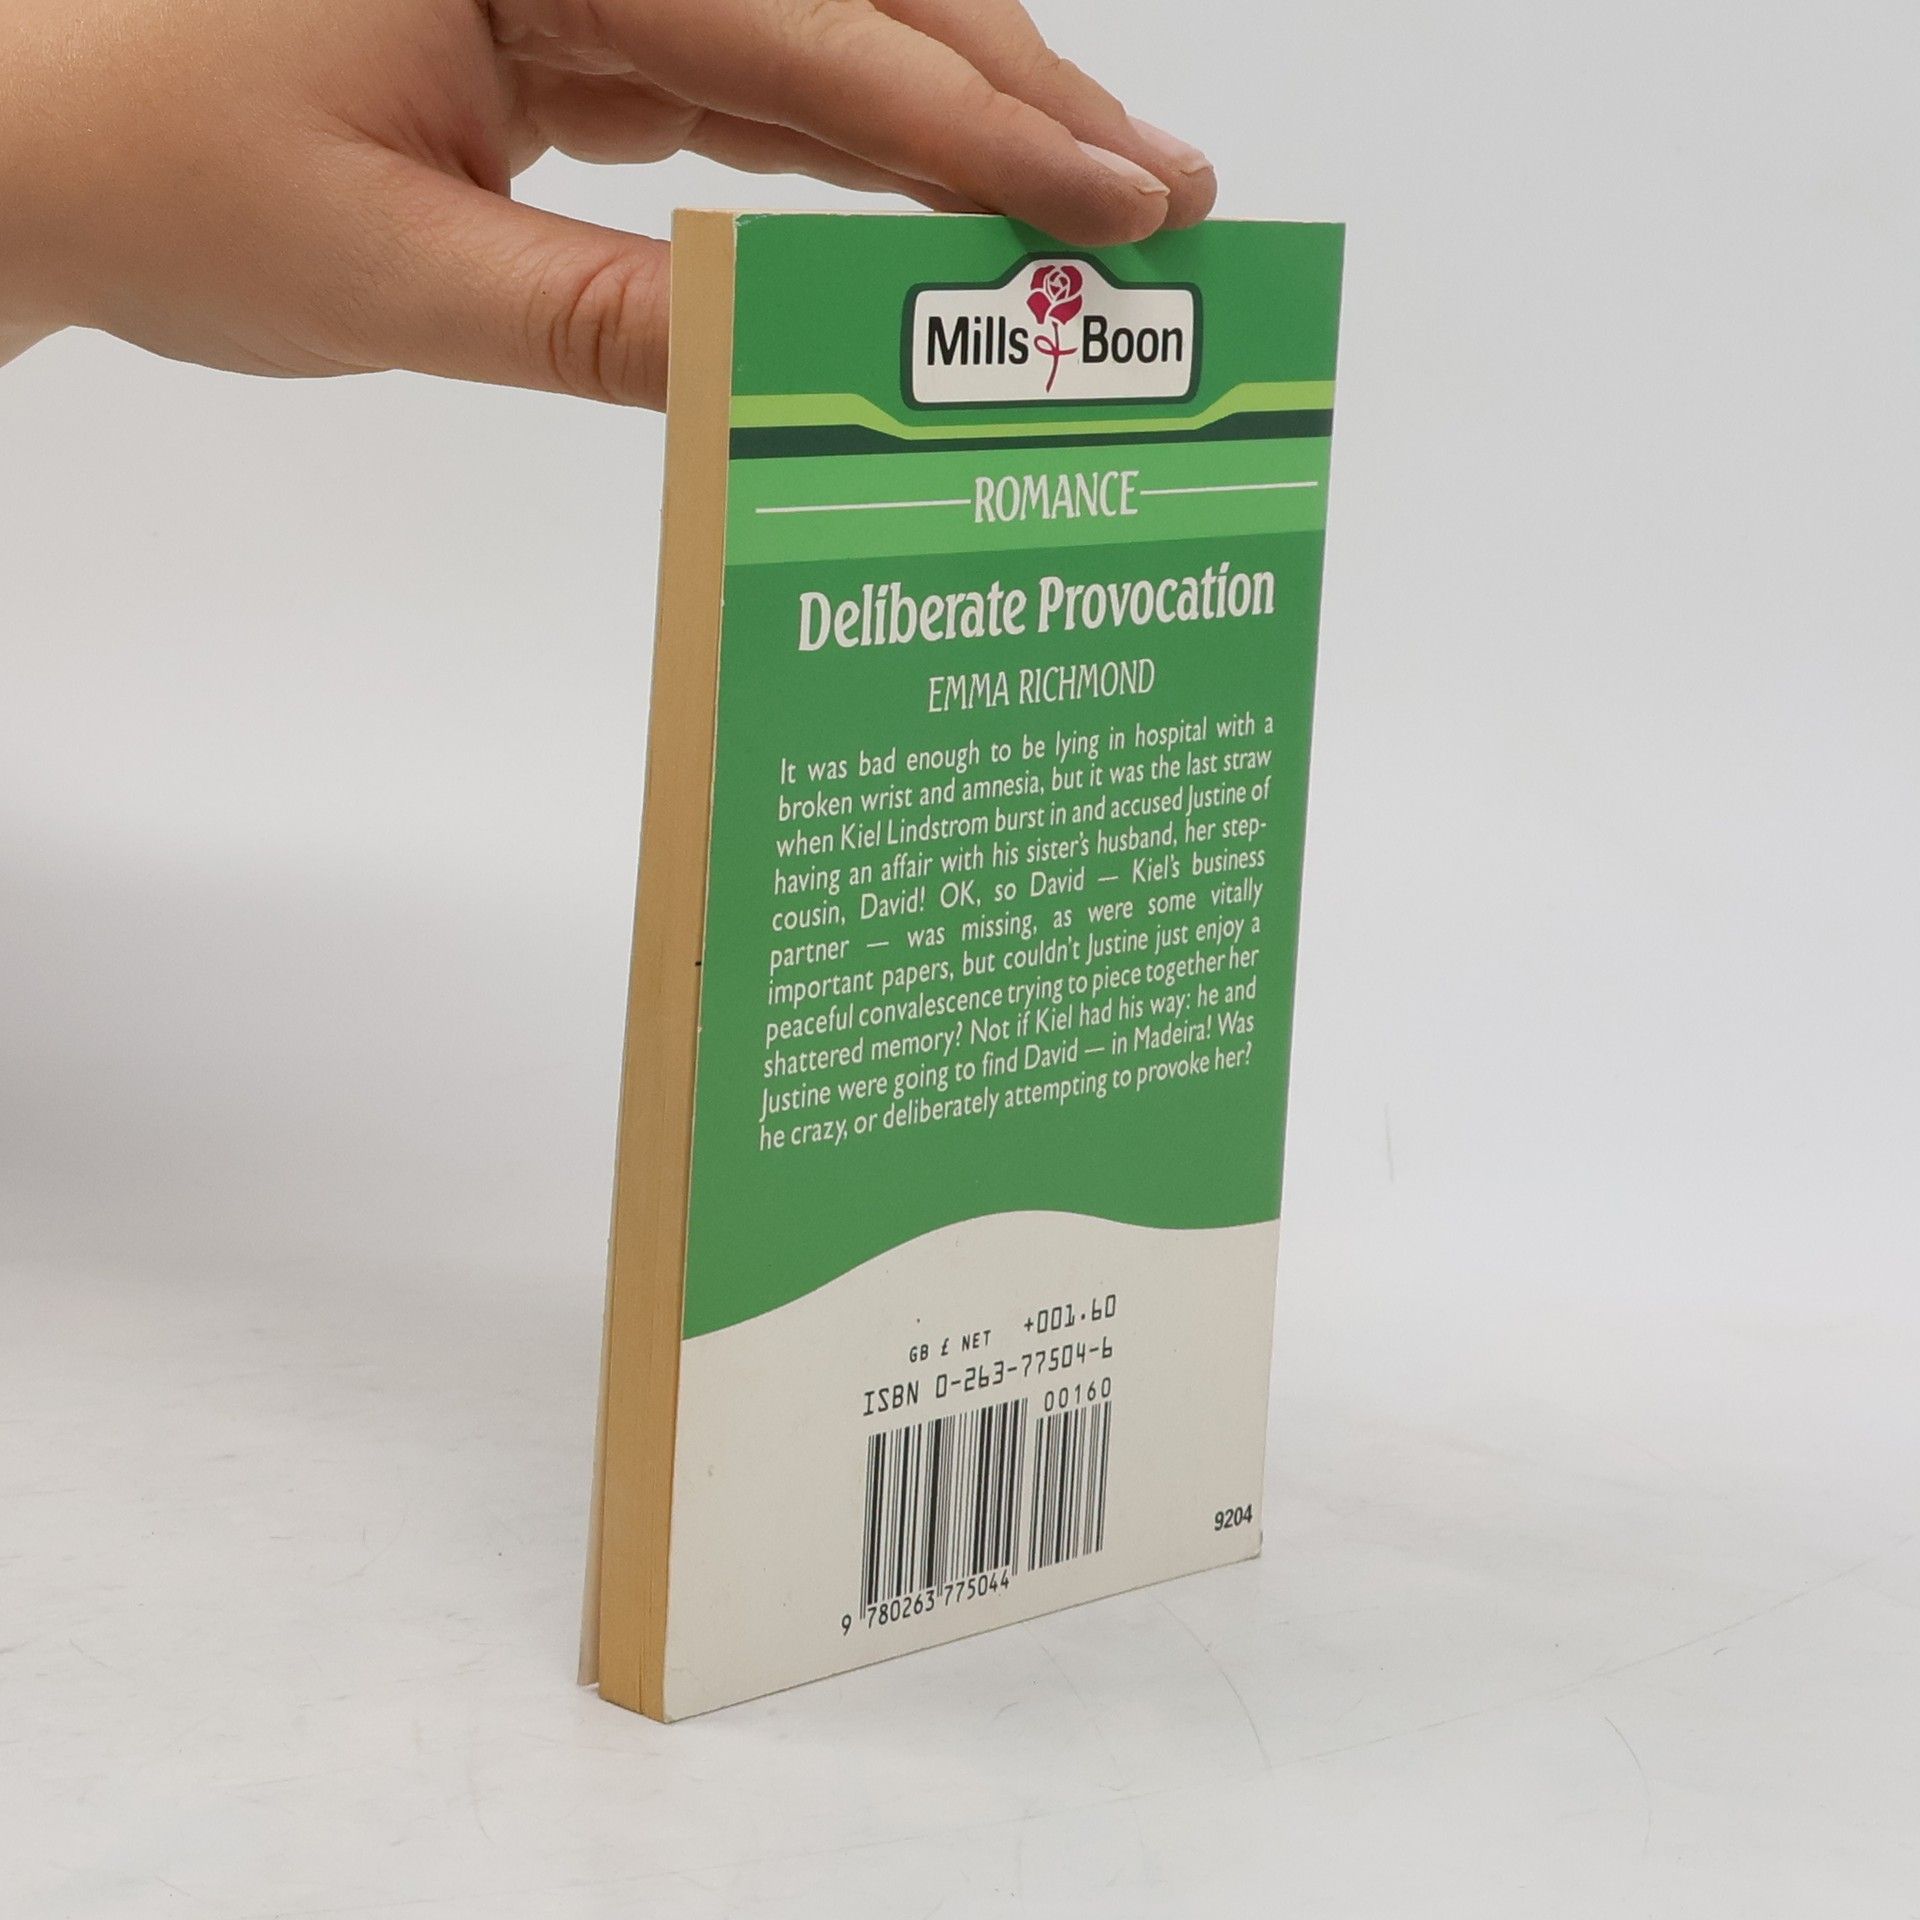 Mills & Boon
ROMANCE
Deliberate Provocation
EMMA RICHMOND
It was bad enough to be lying in hospital with a
broken wrist and amnesia, but it was the last straw
when Kiel Lindstrom burst in and accused Justine of
having an affair with his sister's husband, her step-
cousin, David! OK, so David — Kiel's business
partner — was missing, as were some vitally
important papers, but couldn't Justine just enjoy a
peaceful convalescence trying to piece together her
shattered memory? Not if Kiel had his way: he and
Justine were going to find David — in Madeira! Was
he crazy, or deliberately attempting to provoke her?
GB £ NET +001.60
ISBN 0-263-77504-6
00160
9 780263 775044
9204